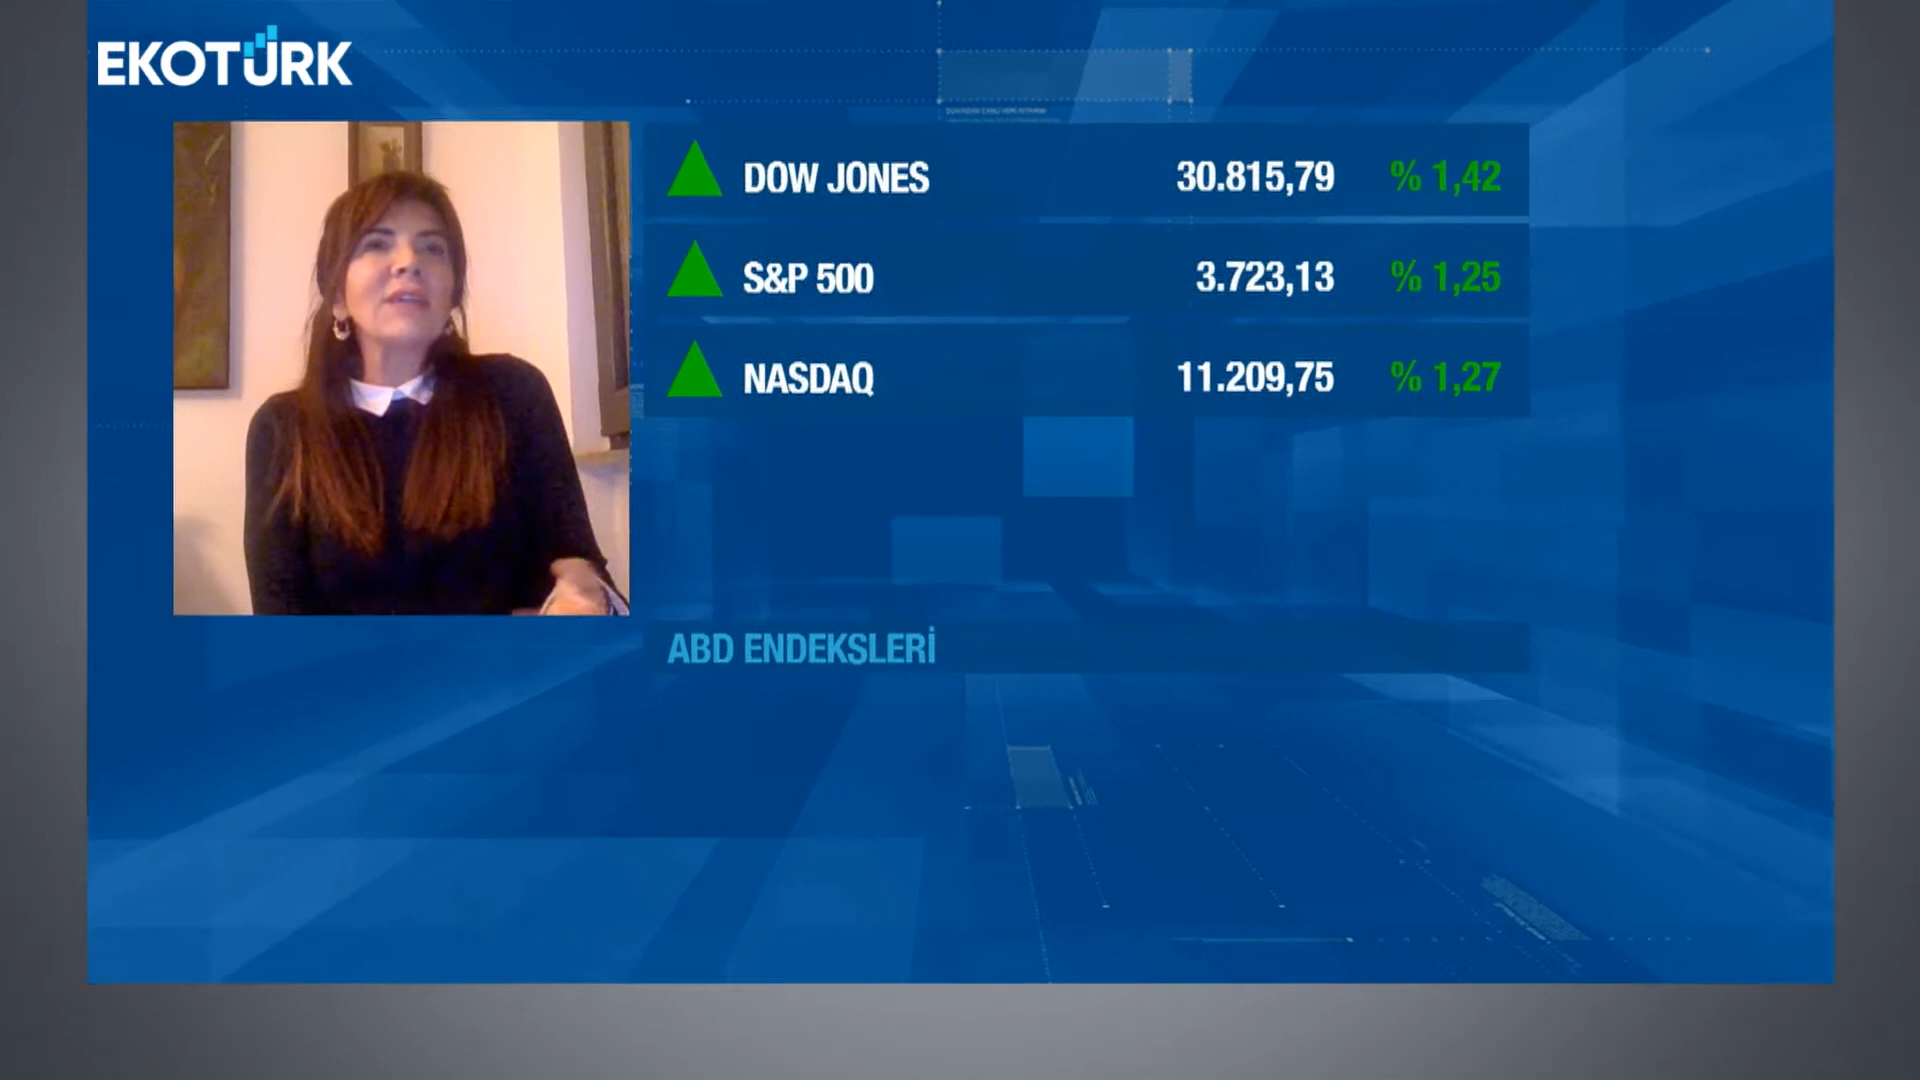 EKOTÜRK
DOW JONES 30.815,79 % 1,42
S&P 500 3.723,13 % 1,25
NASDAQ 11.209,75 % 1,27
ABD ENDEKSLERİ